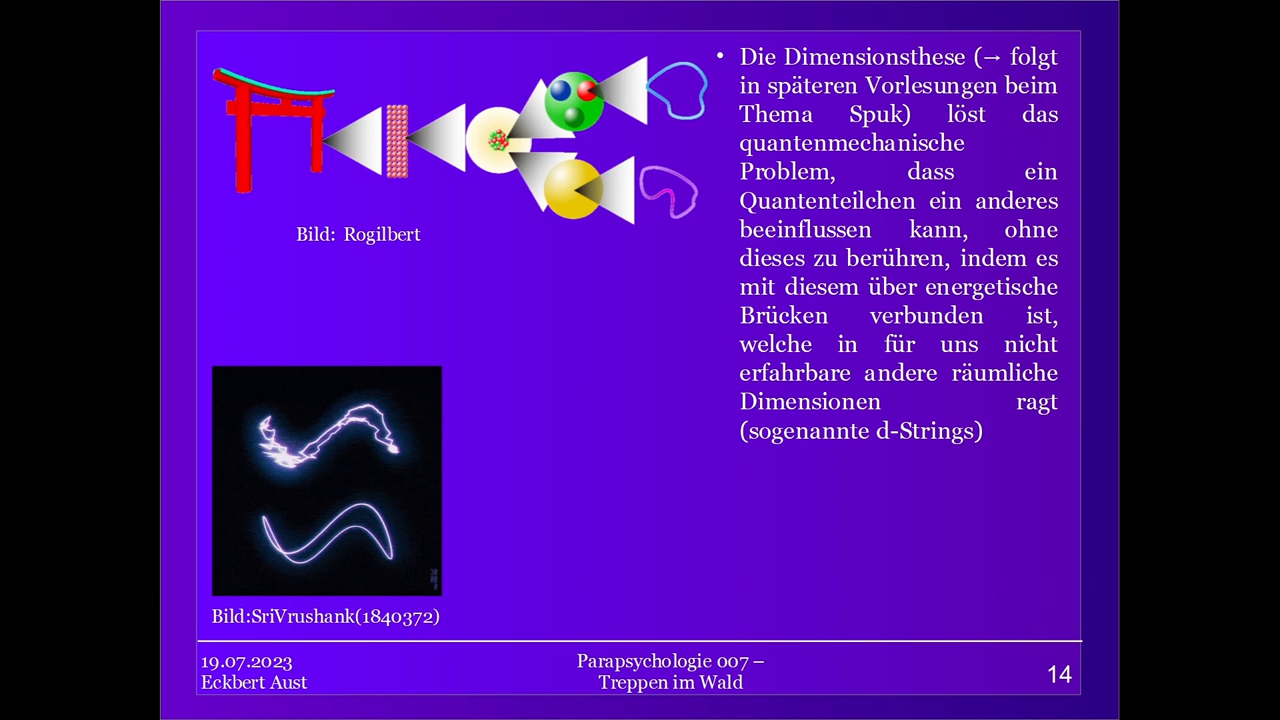 • Die Dimensionsthese (→ folgt
in späteren Vorlesungen beim
Thema Spuk) löst das
quantenmechanische
Problem, dass ein
Quantenteilchen ein anderes
beeinflussen kann, ohne
dieses zu berühren, indem es
mit diesem über energetische
Brücken verbunden ist,
welche in für uns nicht
erfahrbare andere räumliche
Dimensionen ragt
(sogenannte d-Strings)
Bild: Rogilbert
Bild:SriVrushank(1840372)
19.07.2023
Eckbert Aust
Parapsychologie 007 –
Treppen im Wald
14